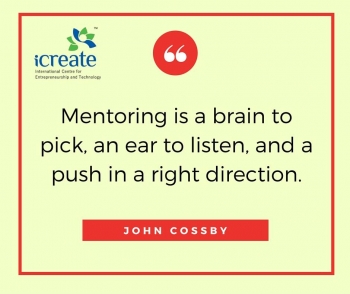 icreate
International Centre for
Entrepreneurship and Technology
“
Mentoring is a brain to
pick, an ear to listen, and a
push in a right direction.
JOHN COSSBY